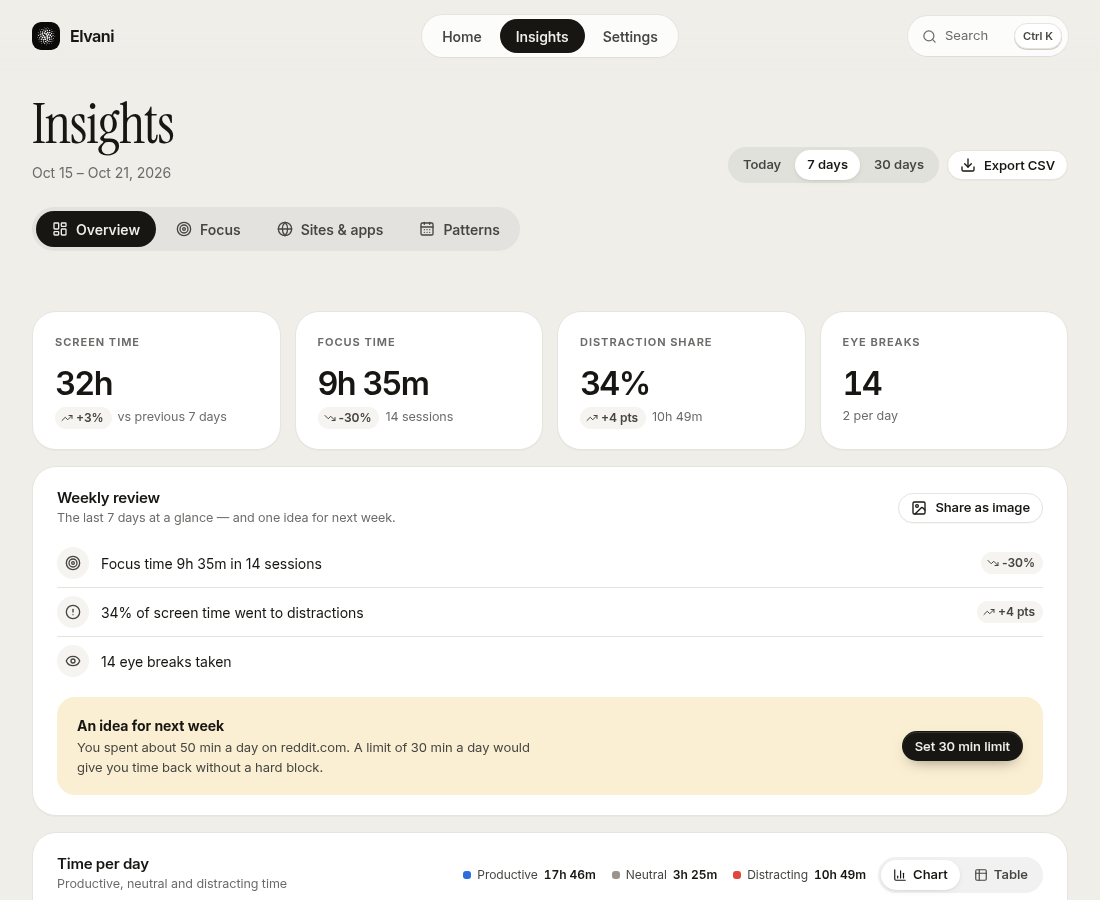 Elvani
Home
Insights
Settings
Search
Ctrl K
Insights
Oct 15 – Oct 21, 2026
Today
7 days
30 days
Export CSV
Overview
Focus
Sites & apps
Patterns
SCREEN TIME
32h
+3% vs previous 7 days
FOCUS TIME
9h 35m
-30% 14 sessions
DISTRACTION SHARE
34%
+4 pts 10h 49m
EYE BREAKS
14
2 per day
Weekly review
The last 7 days at a glance — and one idea for next week.
Share as image
Focus time 9h 35m in 14 sessions
-30%
34% of screen time went to distractions
+4 pts
14 eye breaks taken
An idea for next week
You spent about 50 min a day on reddit.com. A limit of 30 min a day would
give you time back without a hard block.
Set 30 min limit
Time per day
Productive, neutral and distracting time
Productive 17h 46m
Neutral 3h 25m
Distracting 10h 49m
Chart
Table